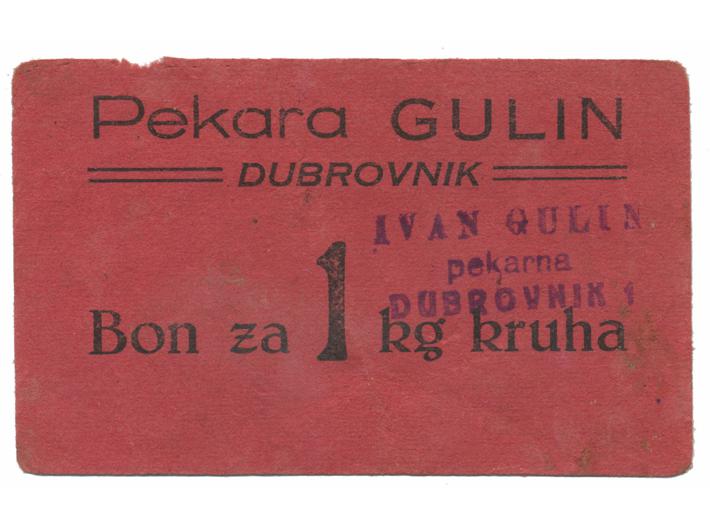 Pekara GULIN
DUBROVNIK
IVAN GULIN
pekarna
DUBROVNIK 1
Bon za 1 kg kruha